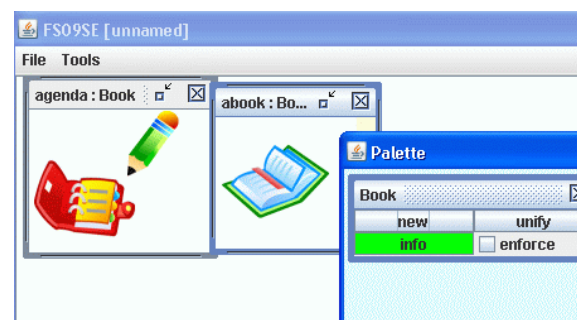 FS09SE [unnamed]
File Tools
agenda : Book
abook : Bo...
Palette
Book
new unify
info enforce